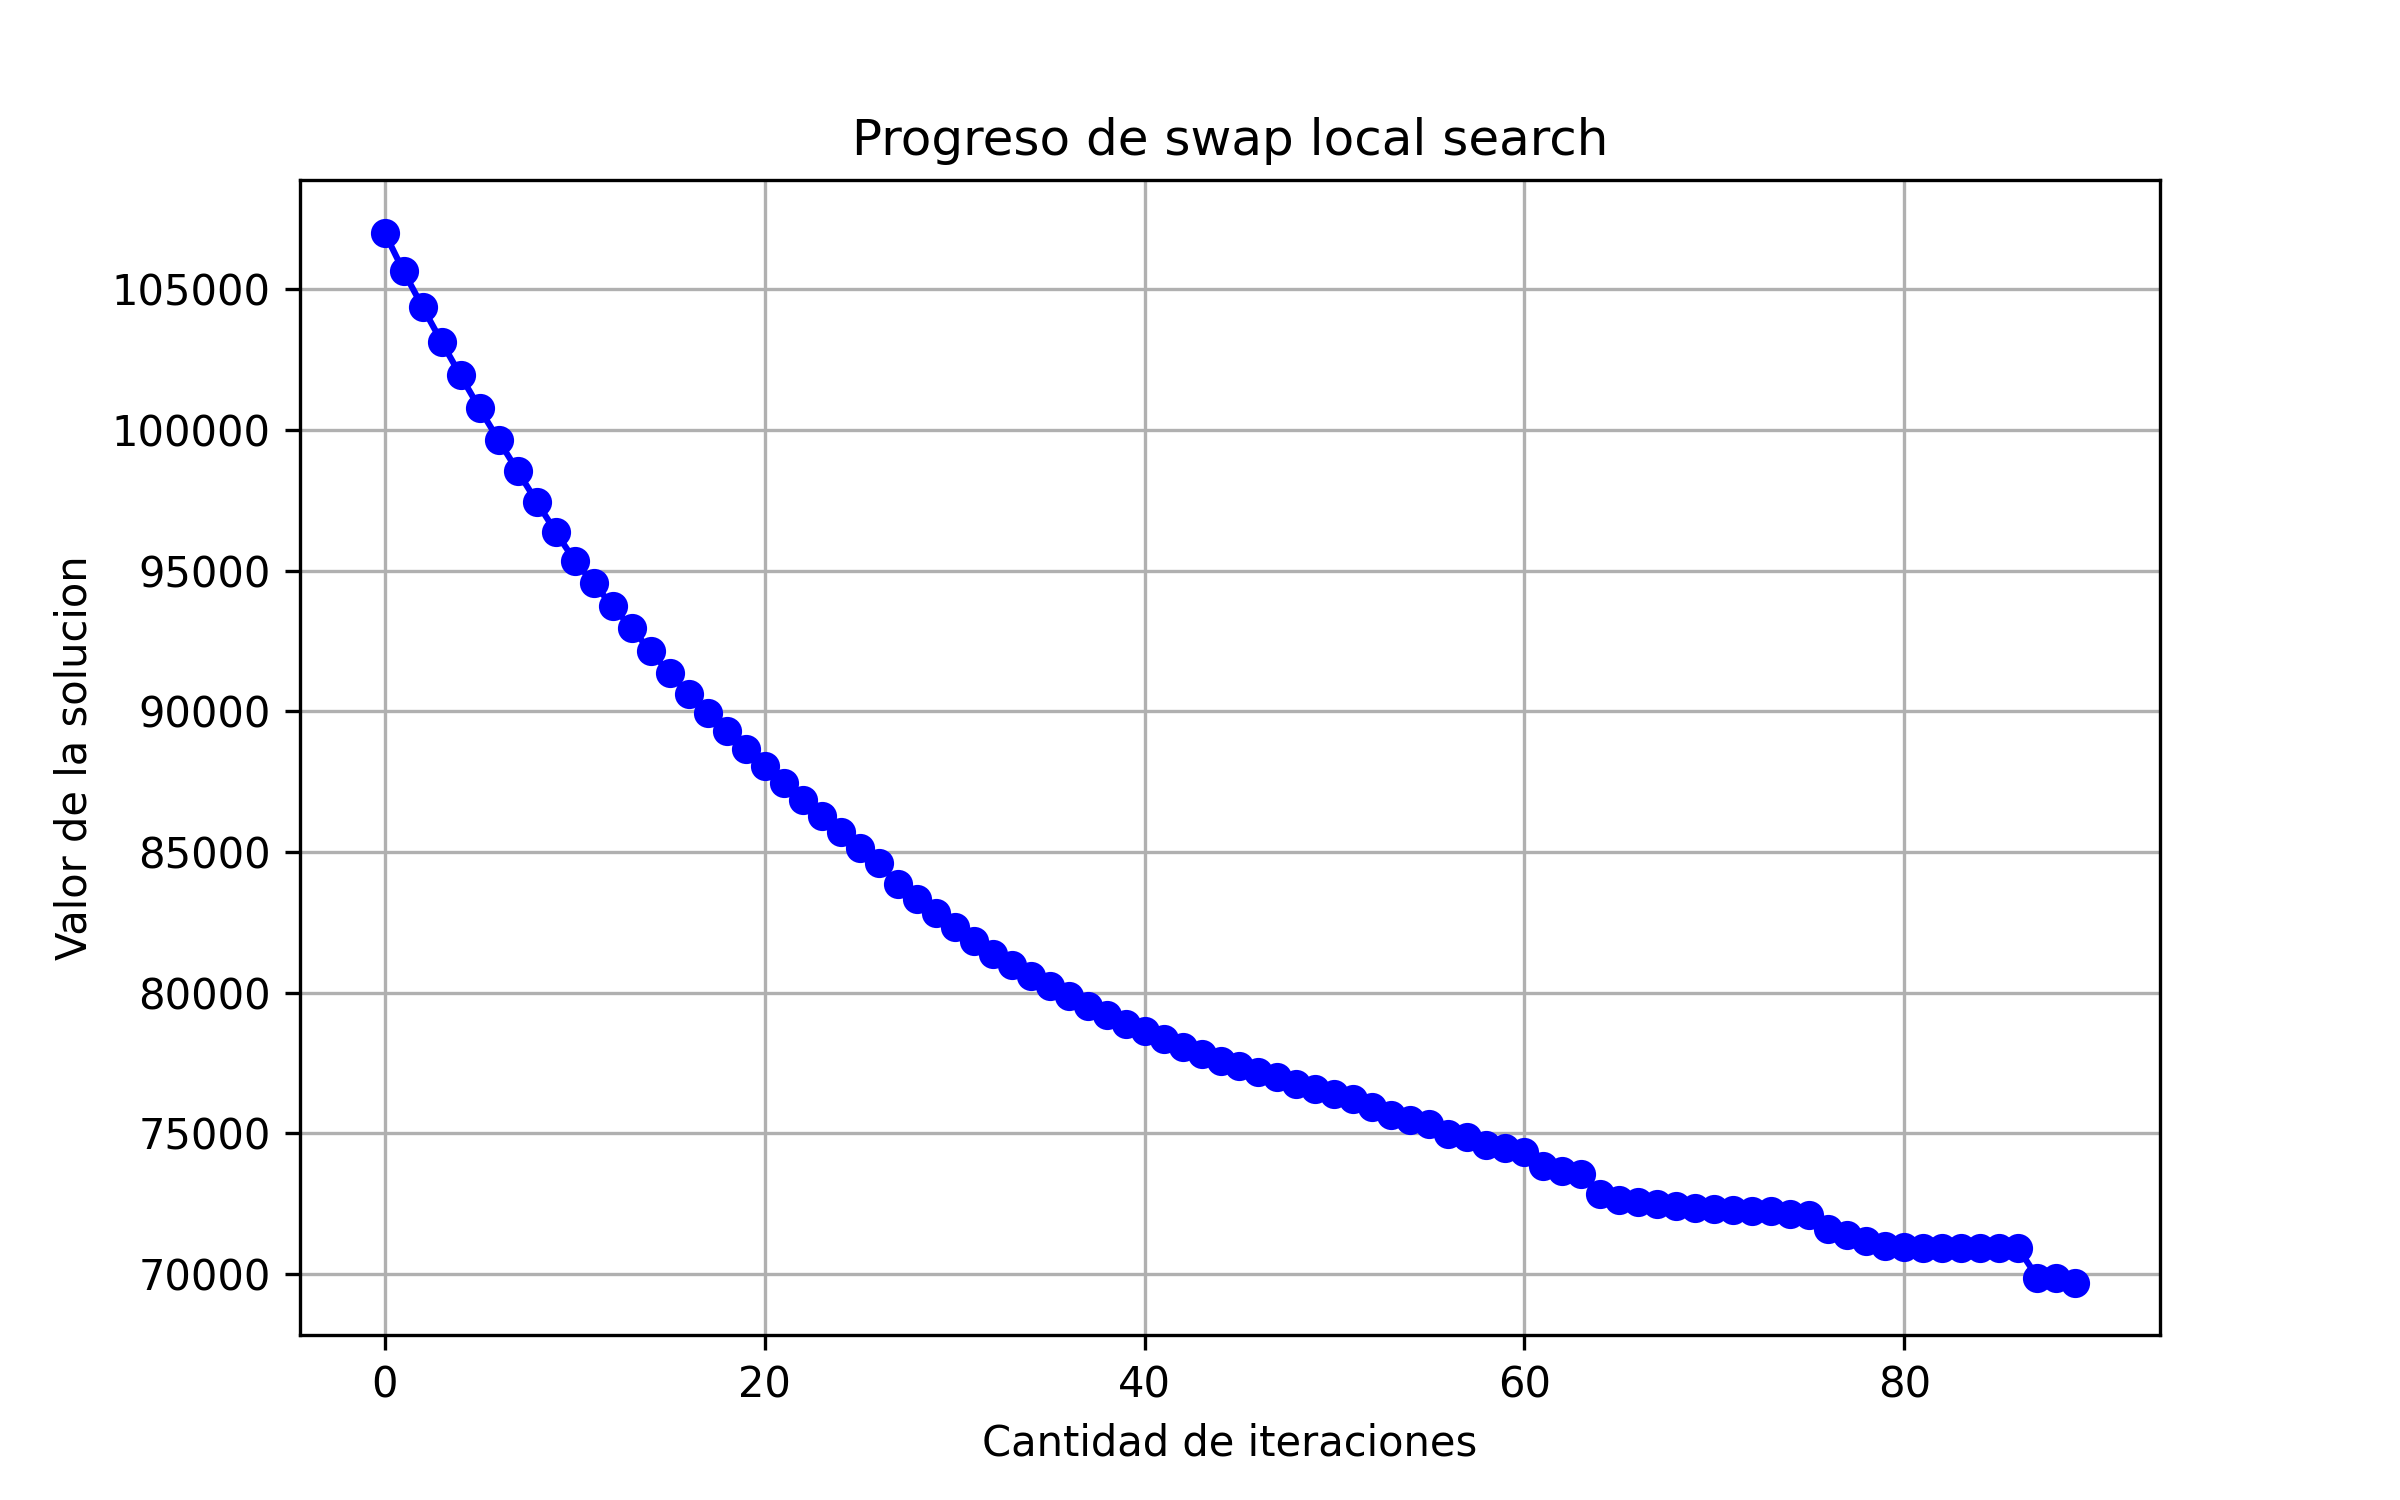 Progreso de swap local search
Valor de la solucion
105000
100000
95000
90000
85000
80000
75000
70000
0 20 40 60 80
Cantidad de iteraciones